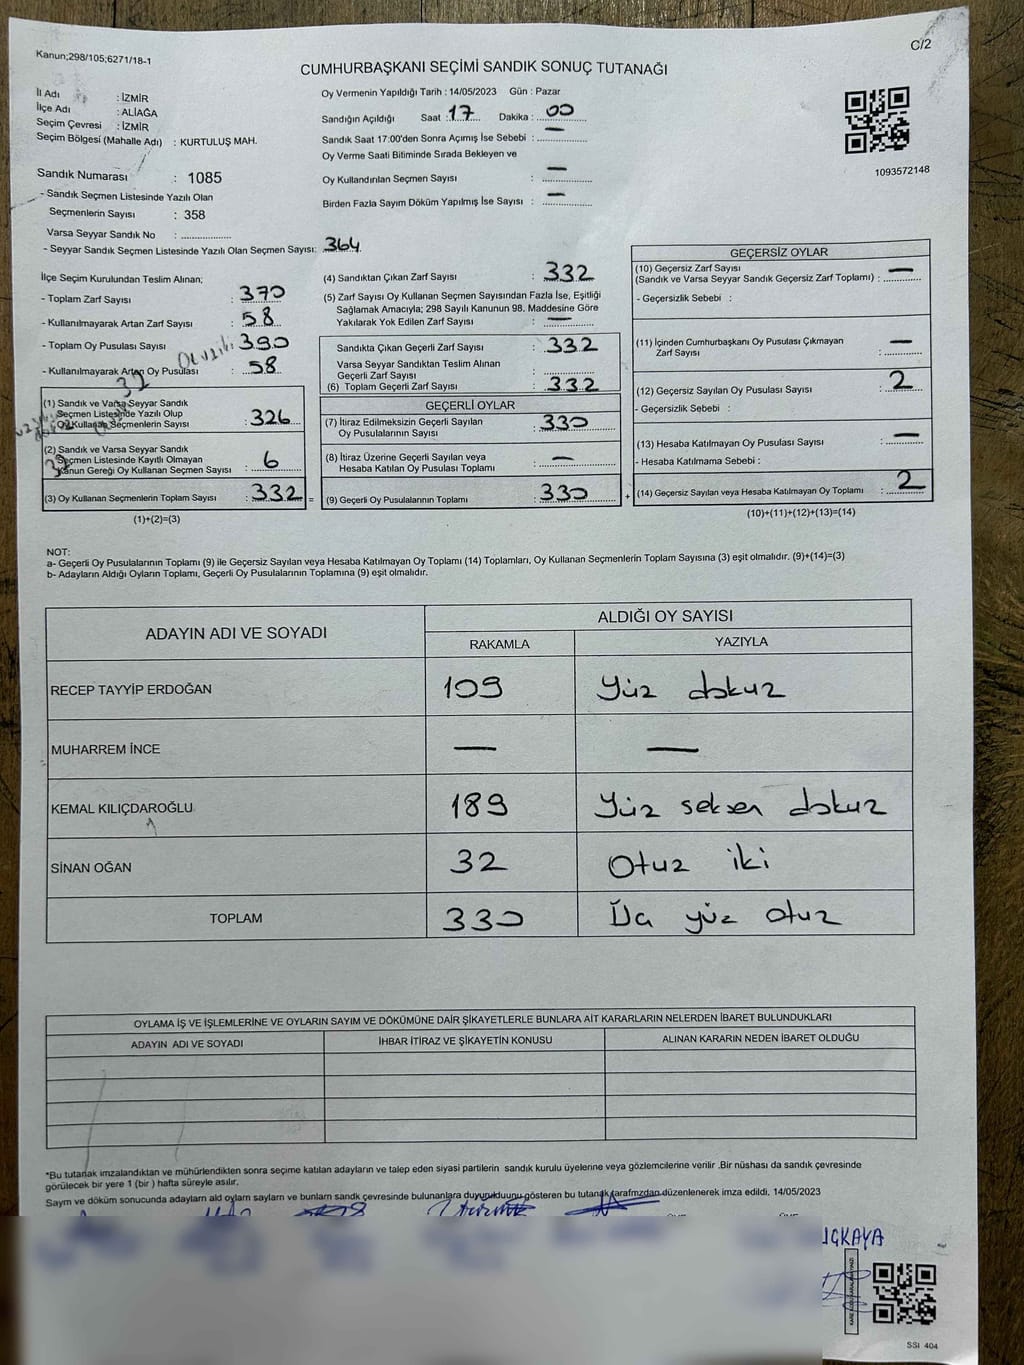 Kanun;298/105;6271/18-1
C/2
CUMHURBAŞKANI SEÇİMİ SANDIK SONUÇ TUTANAĞI
İl Adı : İZMİR
İlçe Adı : ALİAĞA
Seçim Çevresi : İZMİR
Seçim Bölgesi (Mahalle Adı) : KURTULUŞ MAH.
Sandık Numarası : 1085
- Sandık Seçmen Listesinde Yazılı Olan
Seçmenlerin Sayısı : 358
Varsa Seyyar Sandık No : ....................
- Seyyar Sandık Seçmen Listesinde Yazılı Olan Seçmen Sayısı: 364
Oy Vermenin Yapıldığı Tarih : 14/05/2023 Gün : Pazar
Sandığın Açıldığı Saat : 17 Dakika : 00
Sandık Saat 17:00'den Sonra Açımış İse Sebebi : —
Oy Verme Saati Bitiminde Sırada Bekleyen ve
Oy Kullandırılan Seçmen Sayısı : —
Birden Fazla Sayım Döküm Yapılmış İse Sayısı : —
1093572148
İlçe Seçim Kurulundan Teslim Alınan;
- Toplam Zarf Sayısı : 370
- Kullanılmayarak Artan Zarf Sayısı : 58
- Toplam Oy Pusulası Sayısı : 390
- Kullanılmayarak Artan Oy Pusulası : 58
32
(1) Sandık ve Varsa Seyyar Sandık
Seçmen Listesinde Yazılı Olup
Oy Kullanan Seçmenlerin Sayısı : 326
(2) Sandık ve Varsa Seyyar Sandık
Seçmen Listesinde Kayıtlı Olmayan
Kanun Gereği Oy Kullanan Seçmen Sayısı : 6
(3) Oy Kullanan Seçmenlerin Toplam Sayısı : 332 =
(1)+(2)=(3)
(4) Sandıktan Çıkan Zarf Sayısı : 332
(5) Zarf Sayısı Oy Kullanan Seçmen Sayısından Fazla İse, Eşitliği
Sağlamak Amacıyla; 298 Sayılı Kanunun 98. Maddesine Göre
Yakılarak Yok Edilen Zarf Sayısı : —
Sandıkta Çıkan Geçerli Zarf Sayısı : 332
Varsa Seyyar Sandıktan Teslim Alınan
Geçerli Zarf Sayısı : ....................
(6) Toplam Geçerli Zarf Sayısı : 332
GEÇERLİ OYLAR
(7) İtiraz Edilmeksizin Geçerli Sayılan
Oy Pusulalarının Sayısı : 330
(8) İtiraz Üzerine Geçerli Sayılan veya
Hesaba Katılan Oy Pusulası Toplamı : —
(9) Geçerli Oy Pusulalarının Toplamı : 330 +
GEÇERSİZ OYLAR
(10) Geçersiz Zarf Sayısı
(Sandık ve Varsa Seyyar Sandık Geçersiz Zarf Toplamı) : —
- Geçersizlik Sebebi :
(11) İçinden Cumhurbaşkanı Oy Pusulası Çıkmayan
Zarf Sayısı : —
(12) Geçersiz Sayılan Oy Pusulası Sayısı : 2
- Geçersizlik Sebebi :
(13) Hesaba Katılmayan Oy Pusulası Sayısı : —
- Hesaba Katılmama Sebebi :
(14) Geçersiz Sayılan veya Hesaba Katılmayan Oy Toplamı : 2
(10)+(11)+(12)+(13)=(14)
NOT:
a- Geçerli Oy Pusulalarının Toplamı (9) ile Geçersiz Sayılan veya Hesaba Katılmayan Oy Toplamı (14) Toplamları, Oy Kullanan Seçmenlerin Toplam Sayısına (3) eşit olmalıdır. (9)+(14)=(3)
b- Adayların Aldığı Oyların Toplamı, Geçerli Oy Pusulalarının Toplamına (9) eşit olmalıdır.
ADAYIN ADI VE SOYADI ALDIĞI OY SAYISI
RAKAMLA YAZIYLA
RECEP TAYYİP ERDOĞAN 109 Yüz dokuz
MUHARREM İNCE — —
KEMAL KILIÇDAROĞLU 189 Yüz seksen dokuz
SİNAN OĞAN 32 Otuz iki
TOPLAM 330 yüz otuz
OYLAMA İŞ VE İŞLEMLERİNE VE OYLARIN SAYIM VE DÖKÜMÜNE DAİR ŞİKAYETLERLE BUNLARA AİT KARARLARIN NELERDEN İBARET BULUNDUKLARI
ADAYIN ADI VE SOYADI İHBAR İTİRAZ VE ŞİKAYETİN KONUSU ALINAN KARARIN NEDEN İBARET OLDUĞU
*Bu tutanak imzalandıktan ve mühürlendikten sonra seçime katılan adayların ve talep eden siyasi partilerin sandık kurulu üyelerine veya gözlemcilerine verilir .Bir nüshası da sandık çevresinde
görülecek bir yere 1 (bir ) hafta süreyle asılır.
Sayım ve döküm sonucunda adayların ald oyların sayıları ve bunların sandk çevresinde bulunanlara duyurulduunu gösteren bu tutanak tarafmzdan düzenlenerek imza edildi. 14/05/2023
SSI 404